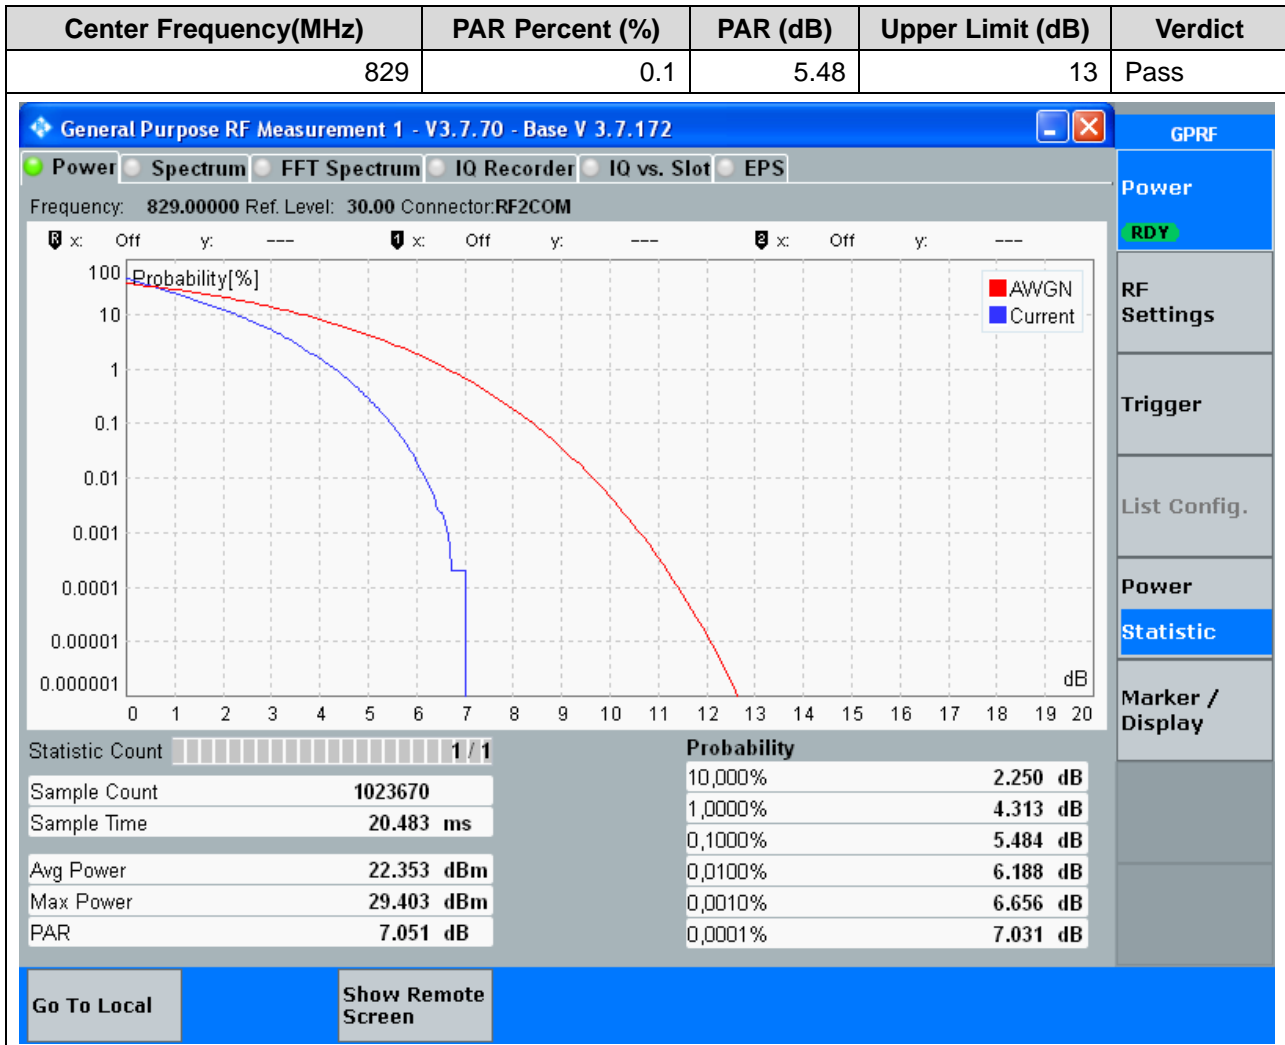 Center Frequency(MHz) PAR Percent (%) PAR (dB) Upper Limit (dB) Verdict
829 0.1 5.48 13 Pass
General Purpose RF Measurement 1 - V3.7.70 - Base V 3.7.172
GPRF
Power Spectrum FFT Spectrum IQ Recorder IQ vs. Slot EPS
Power
RDY
Frequency: 829.00000 Ref. Level: 30.00 Connector:RF2COM
R x: Off y: --- 1 x: Off y: --- 2 x: Off y: ---
Probability[%]
AWGN
Current
100
10
1
0.1
0.01
0.001
0.0001
0.00001
0.000001
dB
0 1 2 3 4 5 6 7 8 9 10 11 12 13 14 15 16 17 18 19 20
RF
Settings
Trigger
List Config.
Power
Statistic
Marker /
Display
Statistic Count 1 / 1
Sample Count 1023670
Sample Time 20.483 ms
Avg Power 22.353 dBm
Max Power 29.403 dBm
PAR 7.051 dB
Probability
10,000% 2.250 dB
1,0000% 4.313 dB
0,1000% 5.484 dB
0,0100% 6.188 dB
0,0010% 6.656 dB
0,0001% 7.031 dB
Go To Local
Show Remote
Screen